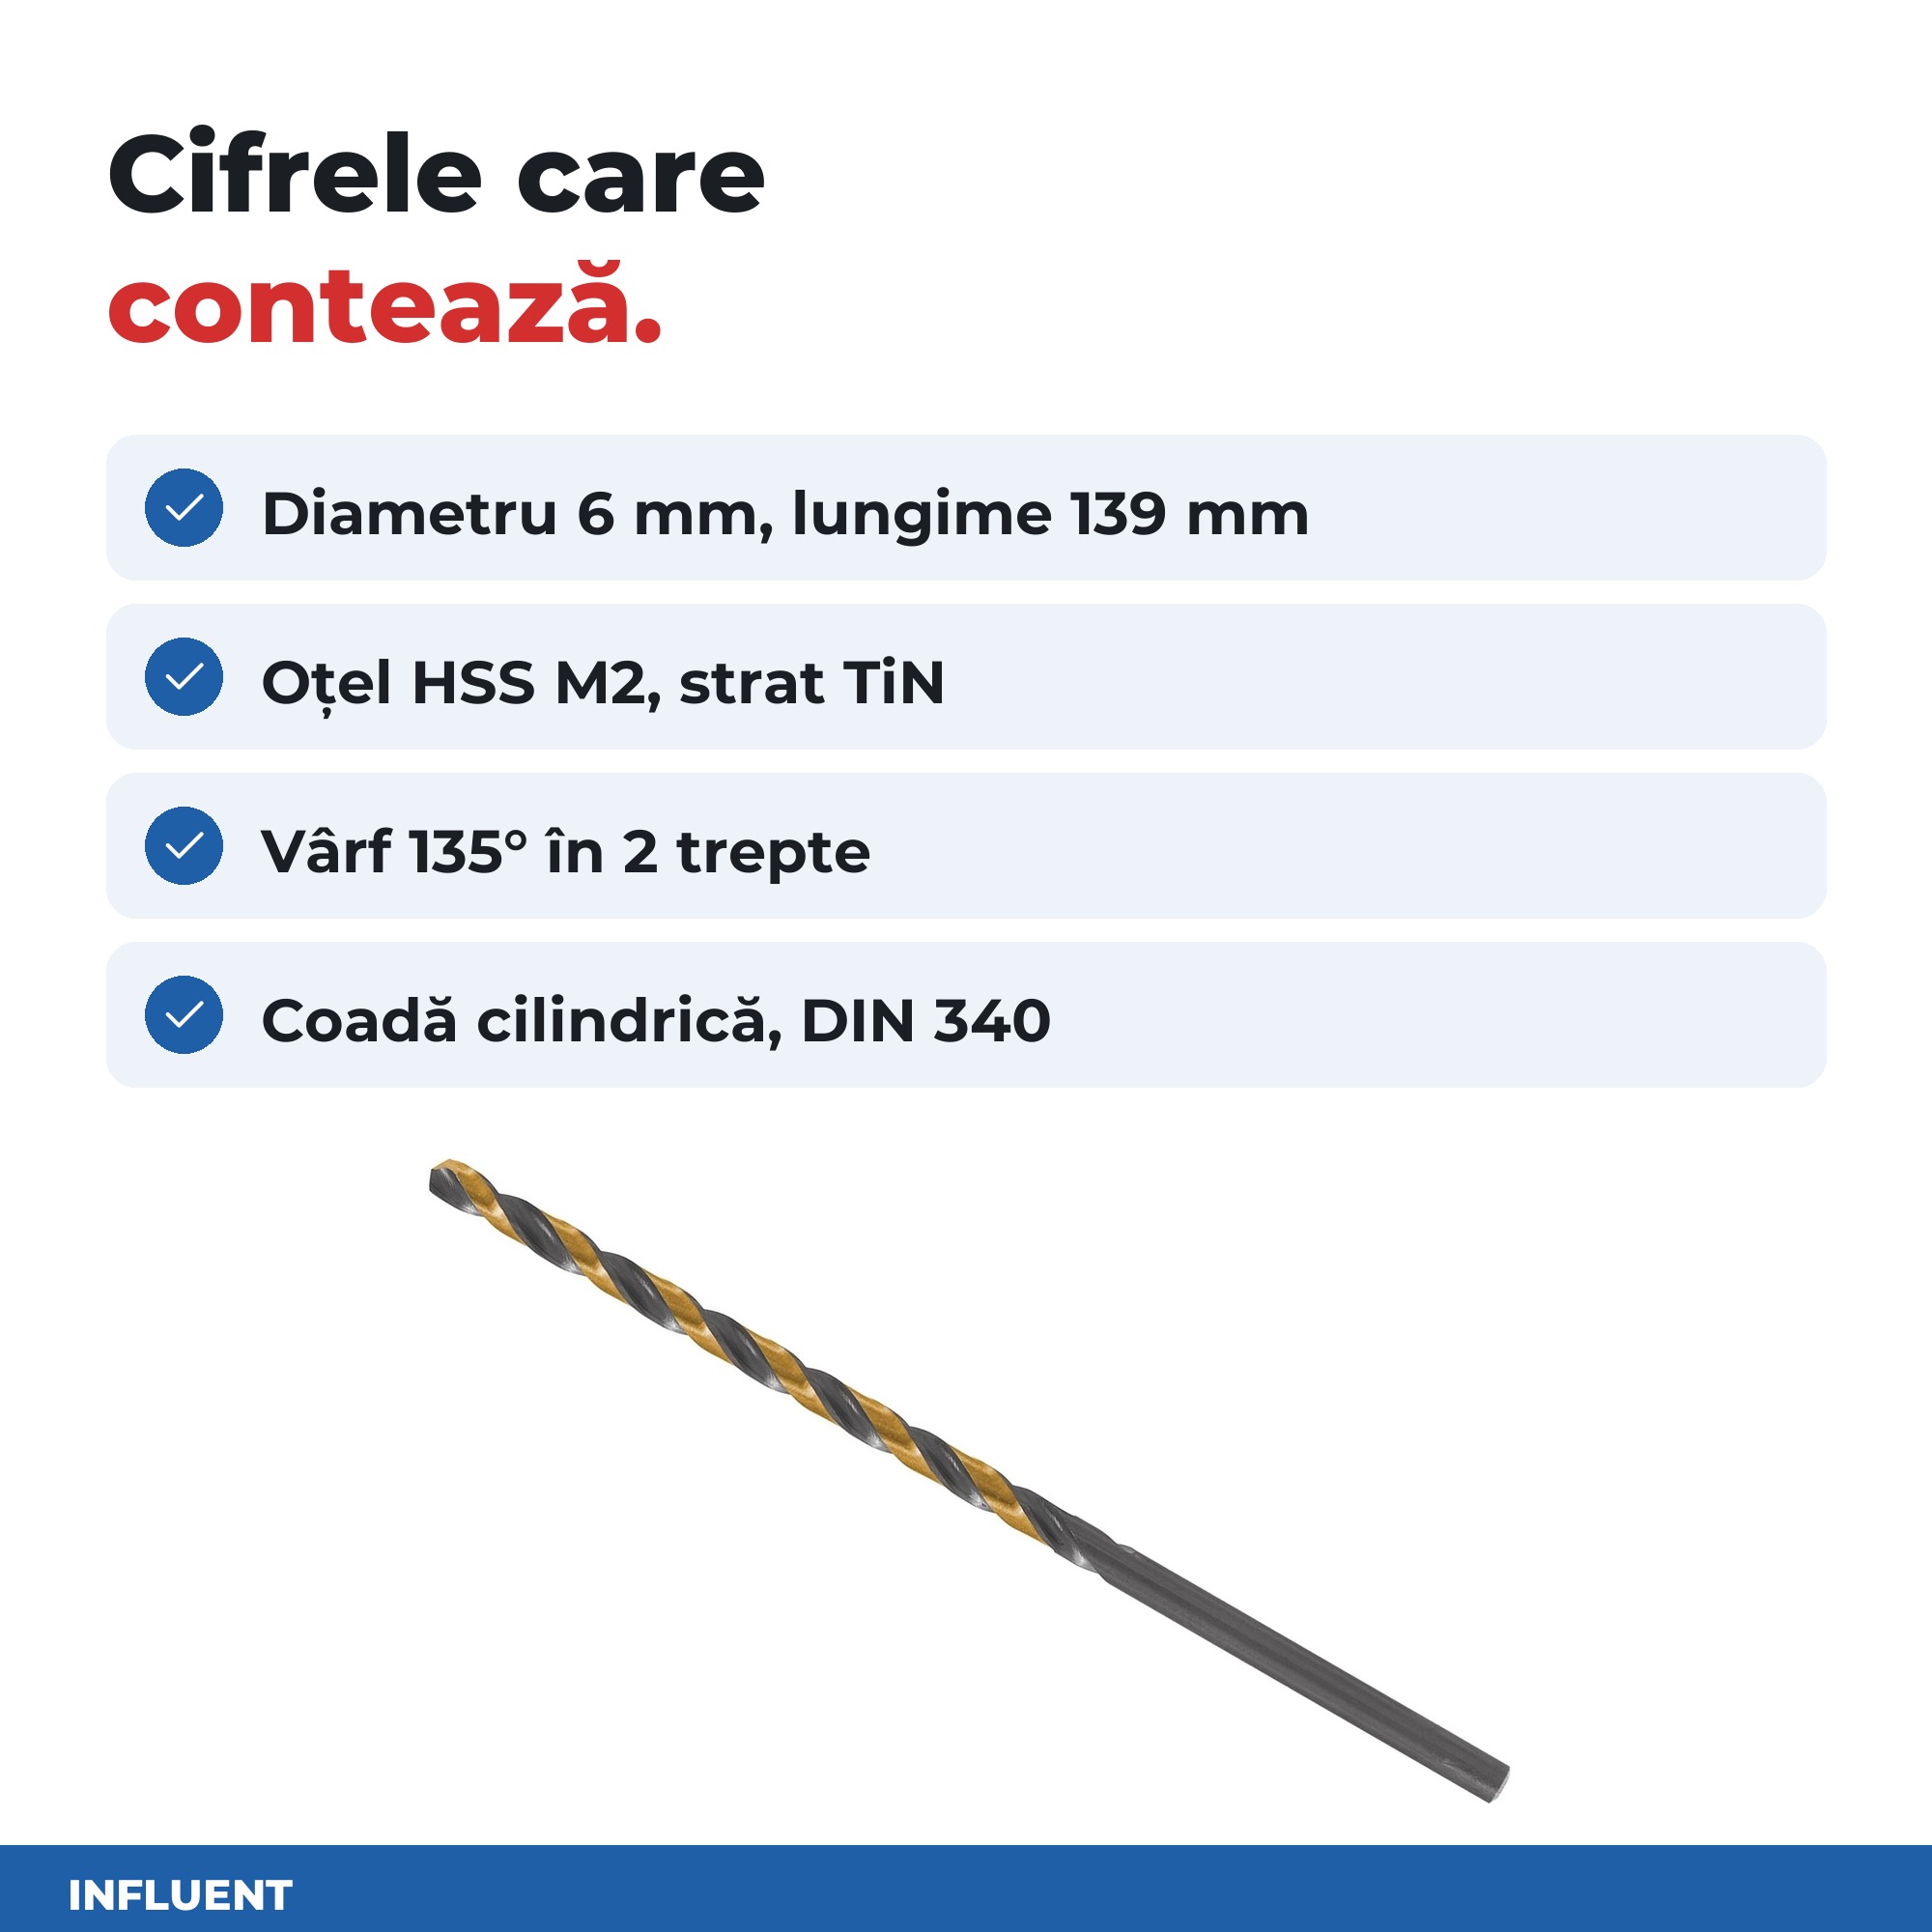 Cifrele care
contează.
Diametru 6 mm, lungime 139 mm
Oțel HSS M2, strat TiN
Vârf 135° în 2 trepte
Coadă cilindrică, DIN 340
INFLUENT